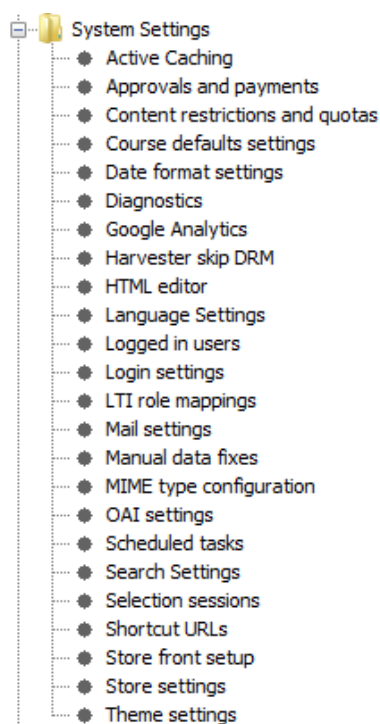 System Settings
Active Caching
Approvals and payments
Content restrictions and quotas
Course defaults settings
Date format settings
Diagnostics
Google Analytics
Harvester skip DRM
HTML editor
Language Settings
Logged in users
Login settings
LTI role mappings
Mail settings
Manual data fixes
MIME type configuration
OAI settings
Scheduled tasks
Search Settings
Selection sessions
Shortcut URLs
Store front setup
Store settings
Theme settings